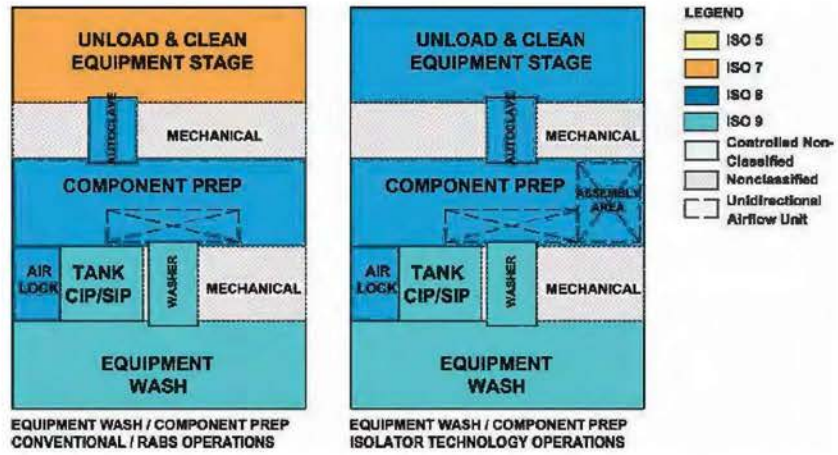 UNLOAD & CLEAN
EQUIPMENT STAGE
AUTOCLAVE
MECHANICAL
COMPONENT PREP
AIR
LOCK
TANK
CIP/SIP
WASHER
MECHANICAL
EQUIPMENT
WASH
EQUIPMENT WASH / COMPONENT PREP
CONVENTIONAL / RABS OPERATIONS
UNLOAD & CLEAN
EQUIPMENT STAGE
AUTOCLAVE
MECHANICAL
COMPONENT PREP
ASSEMBLY
AREA
AIR
LOCK
TANK
CIP/SIP
WASHER
MECHANICAL
EQUIPMENT
WASH
EQUIPMENT WASH / COMPONENT PREP
ISOLATOR TECHNOLOGY OPERATIONS
LEGEND
ISO 5
ISO 7
ISO 8
ISO 9
Controlled Non-
Classified
Nonclassified
Unidirectional
Airflow Unit